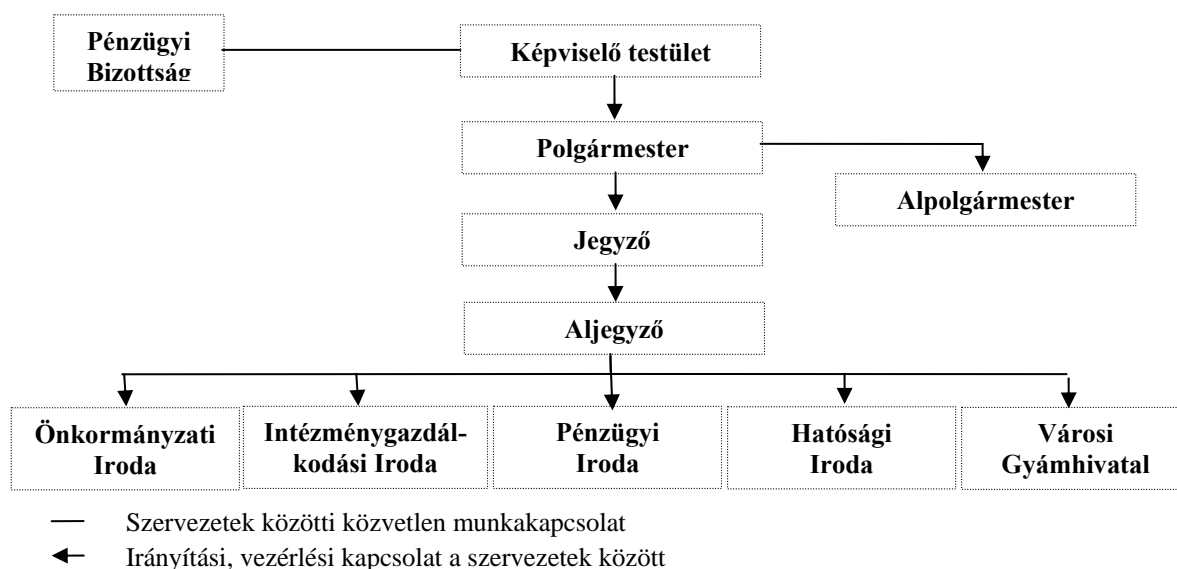 Pénzügyi
Bizottság
Képviselő testület
Polgármester
Alpolgármester
Jegyző
Aljegyző
Önkormányzati
Iroda
Intézménygazdál-
kodási Iroda
Pénzügyi
Iroda
Hatósági
Iroda
Városi
Gyámhivatal
Szervezetek közötti közvetlen munkakapcsolat
Irányítási, vezérlési kapcsolat a szervezetek között